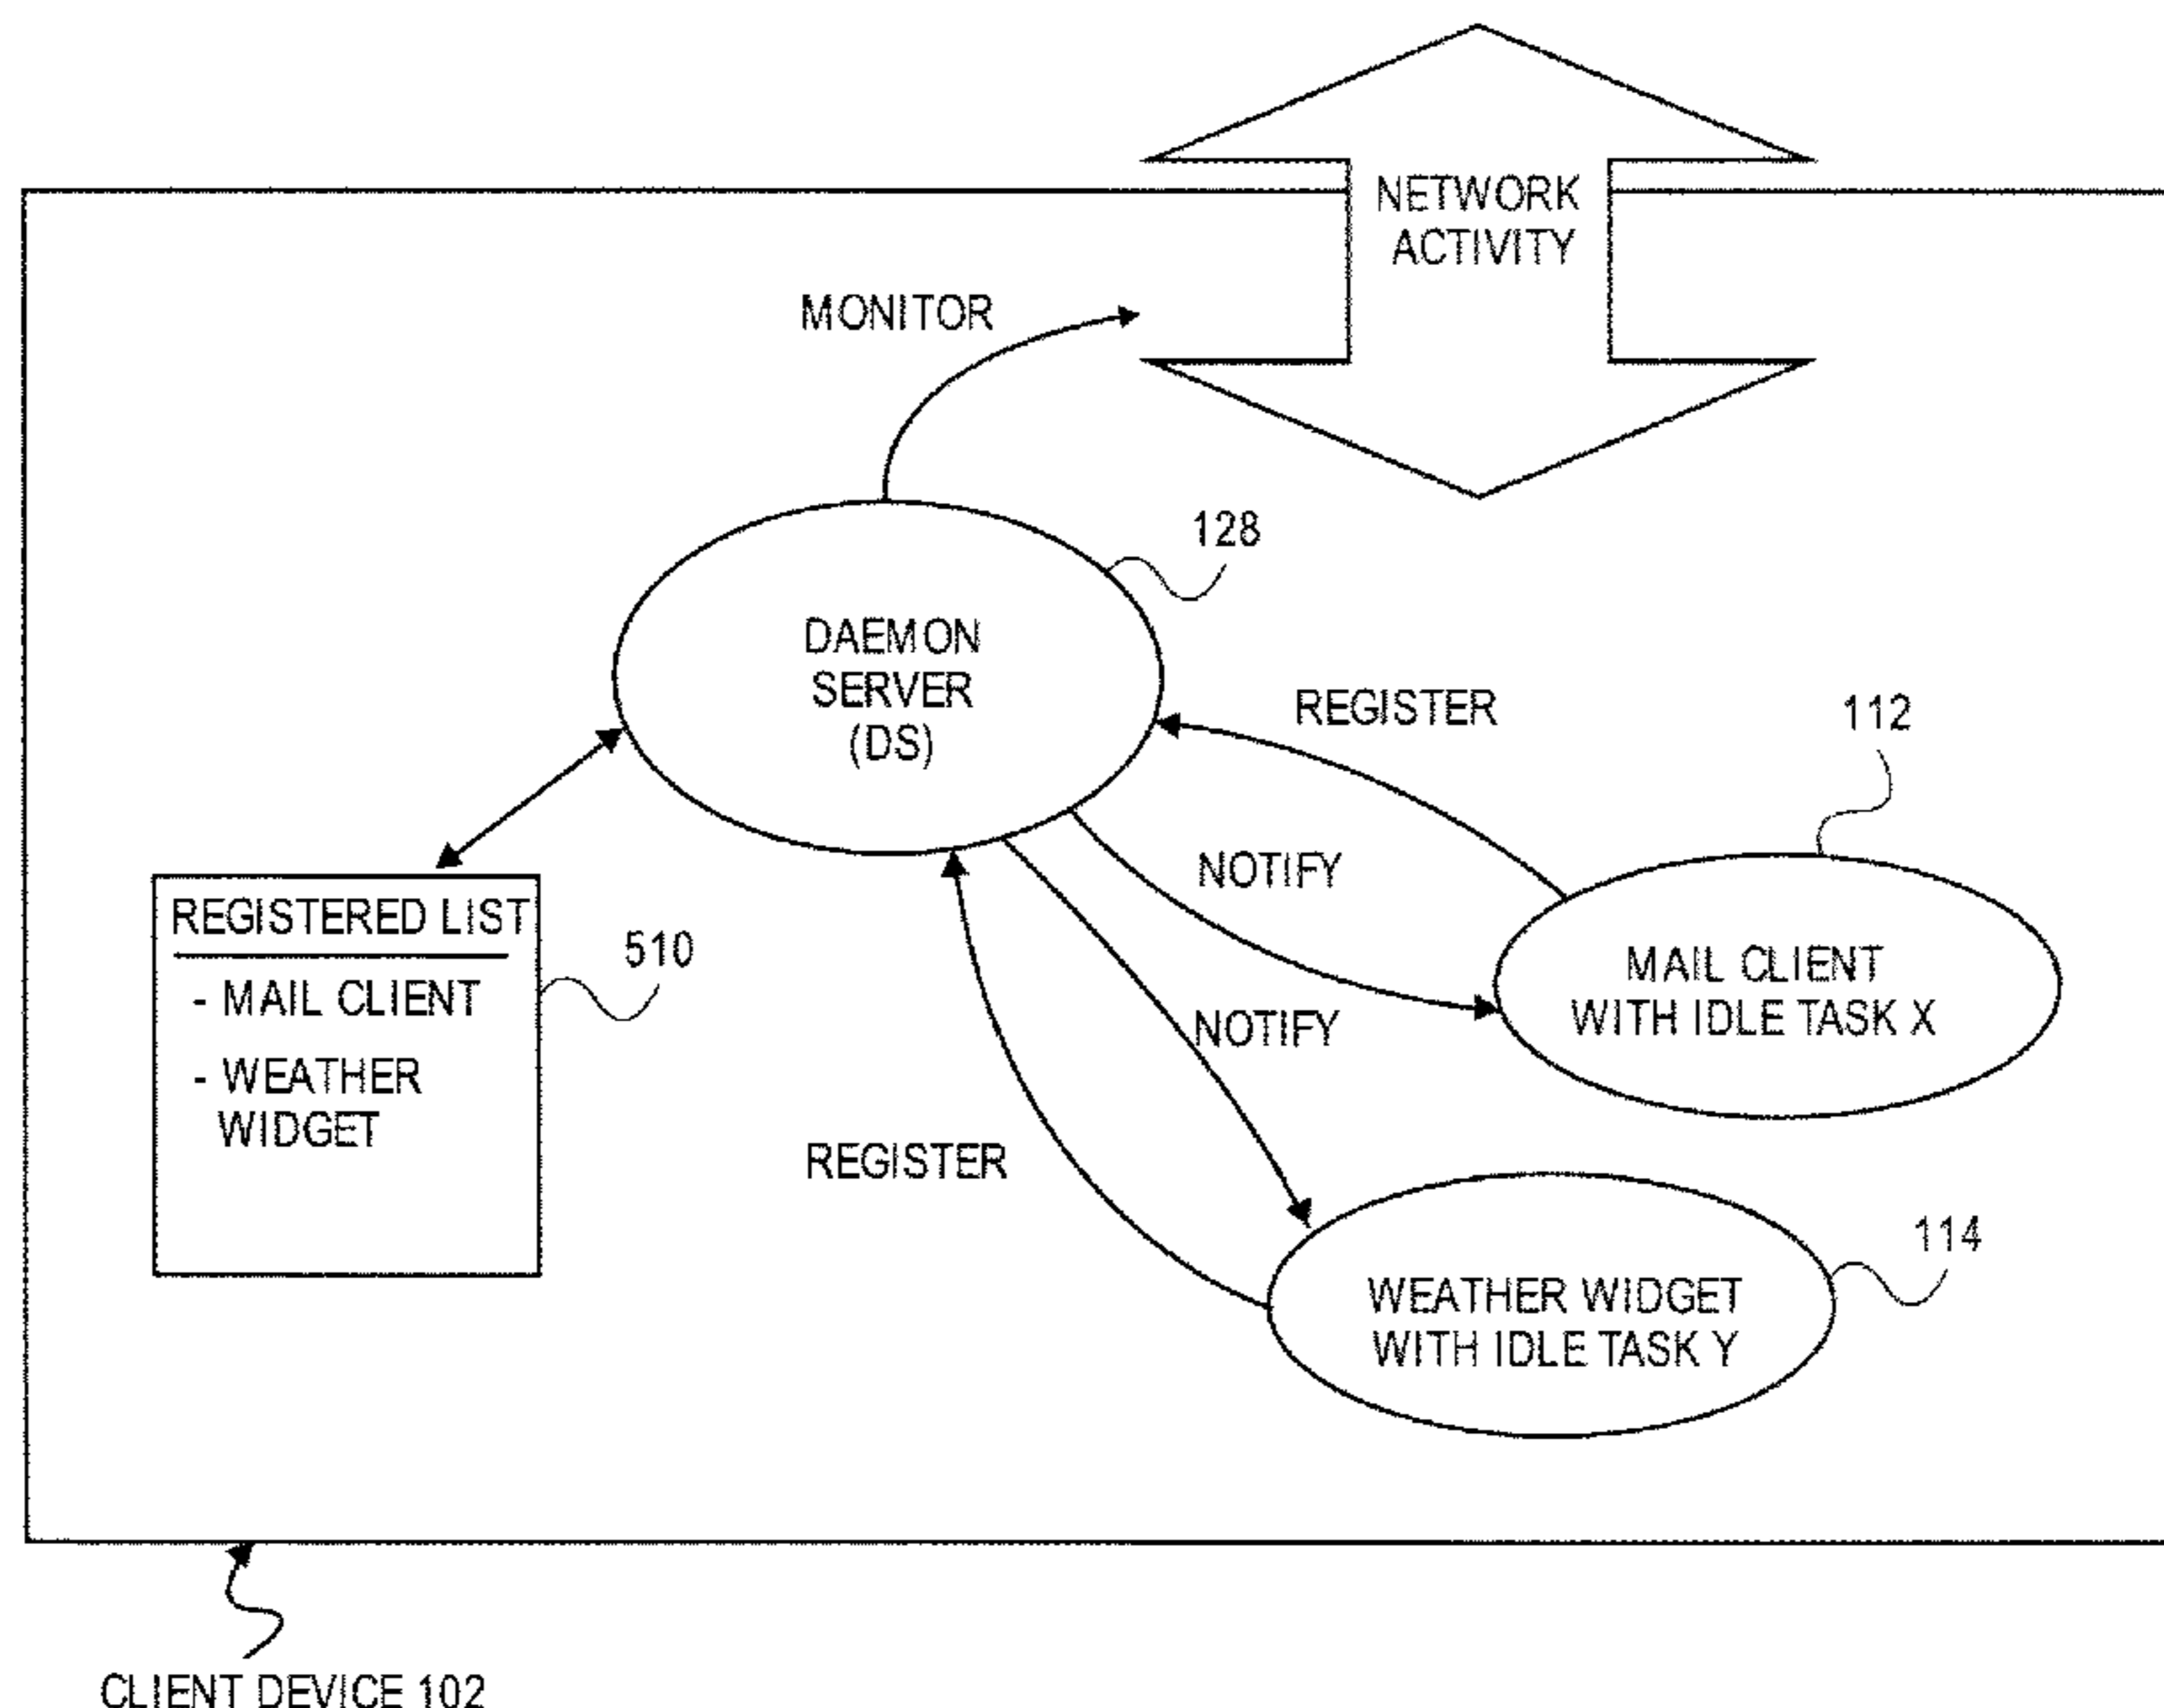 NETWORK
ACTIVITY
MONITOR
128
DAEMON
SERVER
(DS)
REGISTER
112
NOTIFY
REGISTERED LIST
- MAIL CLIENT
- WEATHER
WIDGET
510
MAIL CLIENT
WITH IDLE TASK X
NOTIFY
REGISTER
114
WEATHER WIDGET
WITH IDLE TASK Y
CLIENT DEVICE 102